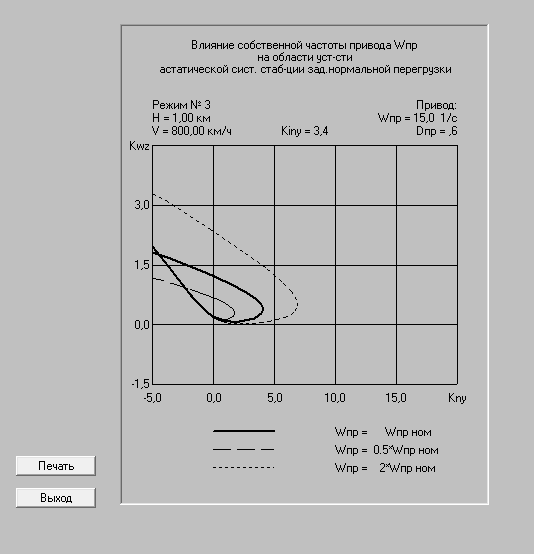 Влияние собственной частоты привода Wпр
на области уст-сти
астатической сист. стаб-ции зад.нормальной перегрузки
Режим № 3 Привод:
H = 1,00 км Wпр = 15,0 1/с
V = 800,00 км/ч Kiny = 3,4 Dпр = ,6
Kwz
3,0
1,5
0,0
-1,5
-5,0 0,0 5,0 10,0 15,0 Kny
Wпр = Wпр ном
Wпр = 0.5*Wпр ном
Wпр = 2*Wпр ном
Печать
Выход